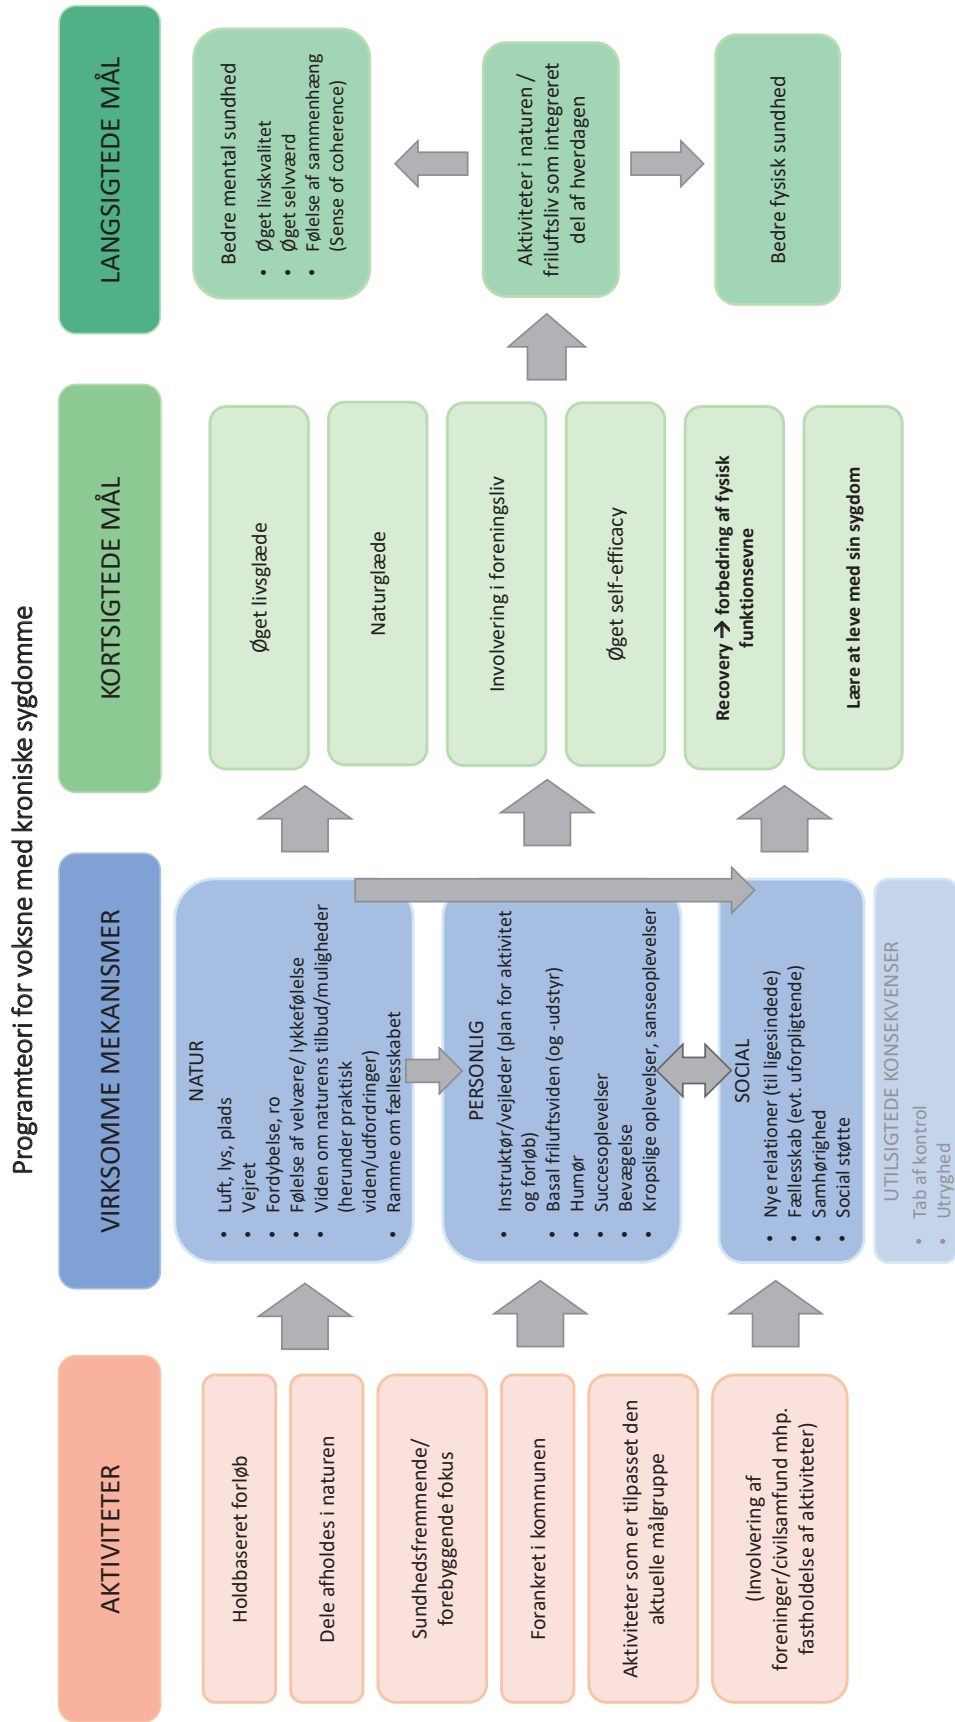 Programteori for voksne med kroniske sygdomme
AKTIVITETER
Holdbaseret forløb
Dele afholdes i naturen
Sundhedsfremmende/
forebyggende fokus
Forankret i kommunen
Aktiviteter som er tilpasset den
aktuelle målgruppe
(Involvering af
foreninger/civilsamfund mhp.
fastholdelse af aktiviteter)
VIRKSOMME MEKANISMER
NATUR
• Luft, lys, plads
• Vejret
• Fordybelse, ro
• Følelse af velvære/ lykkefølelse
• Viden om naturens tilbud/muligheder
(herunder praktisk
viden/udfordringer)
• Ramme om fællesskabet
PERSONLIG
• Instruktør/vejleder (plan for aktivitet
og forløb)
• Basal friluftsviden (og -udstyr)
• Humør
• Succesoplevelser
• Bevægelse
• Kropslige oplevelser, sanseoplevelser
SOCIAL
• Nye relationer (til ligesindede)
• Fællesskab (evt. uforpligtende)
• Samhørighed
• Social støtte
UTILSIGTEDE KONSEKVENSER
• Tab af kontrol
• Utryghed
KORTSIGTEDE MÅL
Øget livsglæde
Naturglæde
Involvering i foreningsliv
Øget self-efficacy
Recovery → forbedring af fysisk
funktionsevne
Lære at leve med sin sygdom
LANGSIGTEDE MÅL
Bedre mental sundhed
• Øget livskvalitet
• Øget selvværd
• Følelse af sammenhæng
(Sense of coherence)
Aktiviteter i naturen /
friluftsliv som integreret
del af hverdagen
Bedre fysisk sundhed